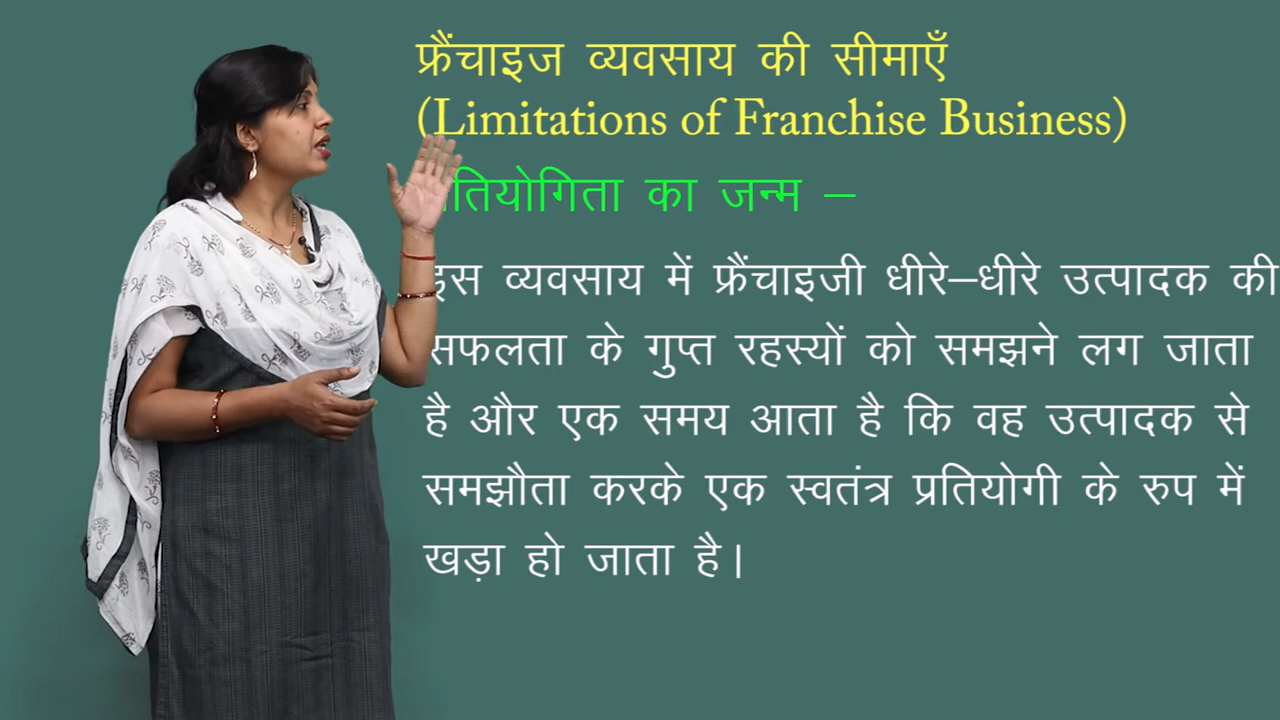 फ्रैंचाइज व्यवसाय की सीमाएँ
(Limitations of Franchise Business)
का जन्म –
इस व्यवसाय में फ्रैंचाइजी धीरे–धीरे उत्पादक की
सफलता के गुप्त रहस्यों को समझने लग जाता
है और एक समय आता है कि वह उत्पादक से
समझौता करके एक स्वतंत्र प्रतियोगी के रुप में
खड़ा हो जाता है।